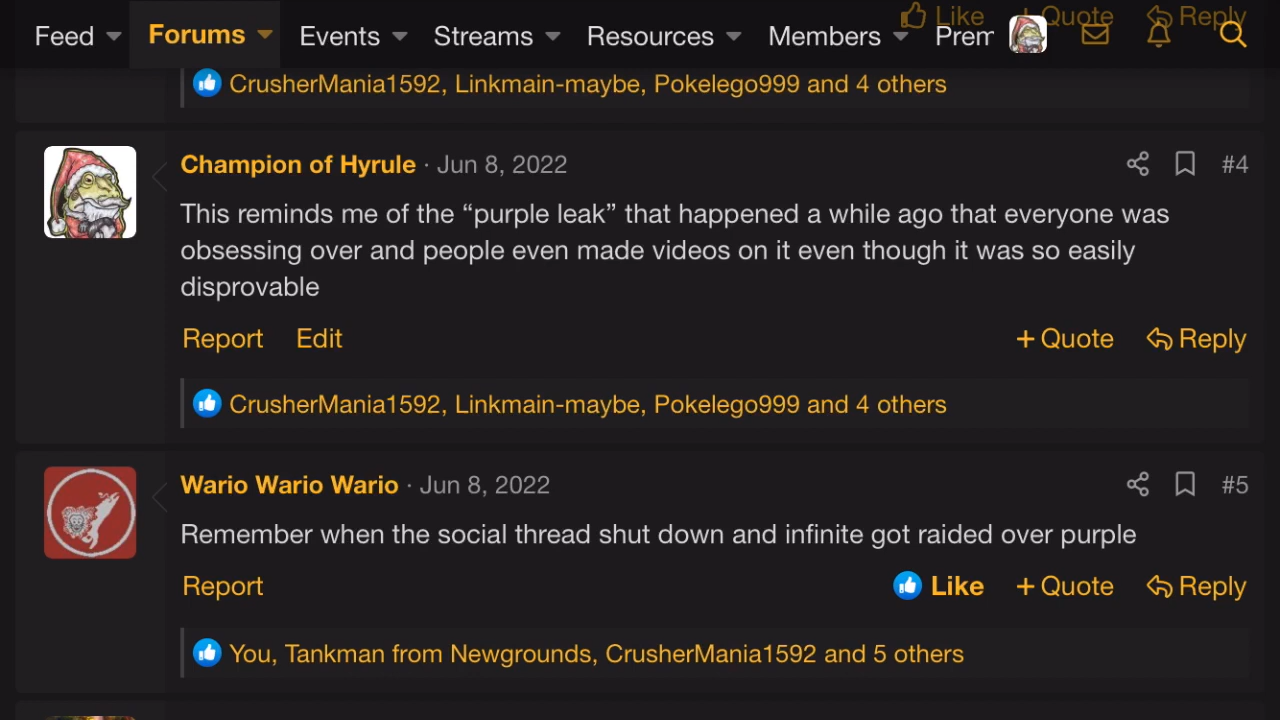 Like + Quote Reply
Feed Forums Events Streams Resources Members Prem
CrusherMania1592, Linkmain-maybe, Pokelego999 and 4 others
Champion of Hyrule · Jun 8, 2022 #4
This reminds me of the “purple leak” that happened a while ago that everyone was
obsessing over and people even made videos on it even though it was so easily
disprovable
Report Edit + Quote Reply
CrusherMania1592, Linkmain-maybe, Pokelego999 and 4 others
Wario Wario Wario · Jun 8, 2022 #5
Remember when the social thread shut down and infinite got raided over purple
Report Like + Quote Reply
You, Tankman from Newgrounds, CrusherMania1592 and 5 others